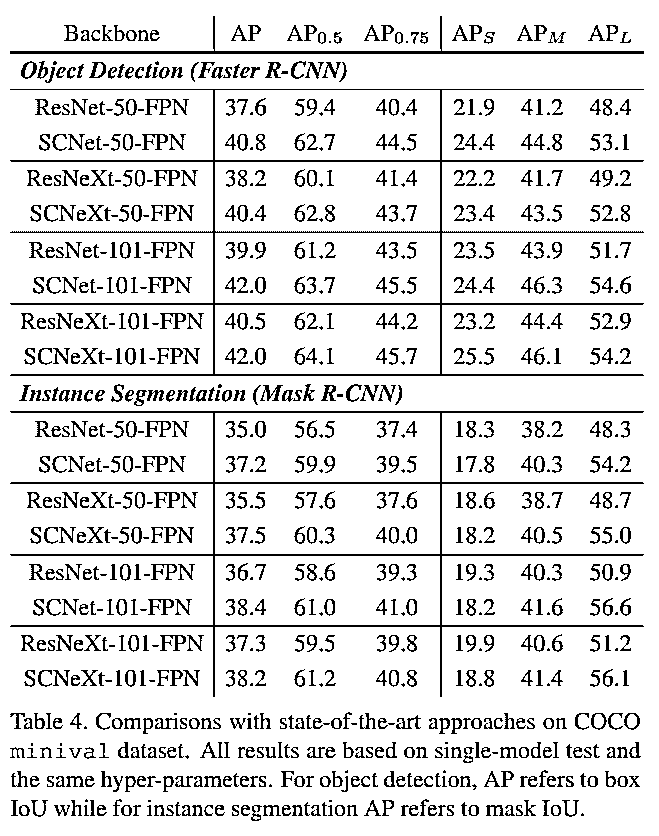 Backbone AP AP0.5 AP0.75 APS APM APL
Object Detection (Faster R-CNN)
ResNet-50-FPN 37.6 59.4 40.4 21.9 41.2 48.4
SCNet-50-FPN 40.8 62.7 44.5 24.4 44.8 53.1
ResNeXt-50-FPN 38.2 60.1 41.4 22.2 41.7 49.2
SCNeXt-50-FPN 40.4 62.8 43.7 23.4 43.5 52.8
ResNet-101-FPN 39.9 61.2 43.5 23.5 43.9 51.7
SCNet-101-FPN 42.0 63.7 45.5 24.4 46.3 54.6
ResNeXt-101-FPN 40.5 62.1 44.2 23.2 44.4 52.9
SCNeXt-101-FPN 42.0 64.1 45.7 25.5 46.1 54.2
Instance Segmentation (Mask R-CNN)
ResNet-50-FPN 35.0 56.5 37.4 18.3 38.2 48.3
SCNet-50-FPN 37.2 59.9 39.5 17.8 40.3 54.2
ResNeXt-50-FPN 35.5 57.6 37.6 18.6 38.7 48.7
SCNeXt-50-FPN 37.5 60.3 40.0 18.2 40.5 55.0
ResNet-101-FPN 36.7 58.6 39.3 19.3 40.3 50.9
SCNet-101-FPN 38.4 61.0 41.0 18.2 41.6 56.6
ResNeXt-101-FPN 37.3 59.5 39.8 19.9 40.6 51.2
SCNeXt-101-FPN 38.2 61.2 40.8 18.8 41.4 56.1
Table 4. Comparisons with state-of-the-art approaches on COCO
minival dataset. All results are based on single-model test and
the same hyper-parameters. For object detection, AP refers to box
IoU while for instance segmentation AP refers to mask IoU.